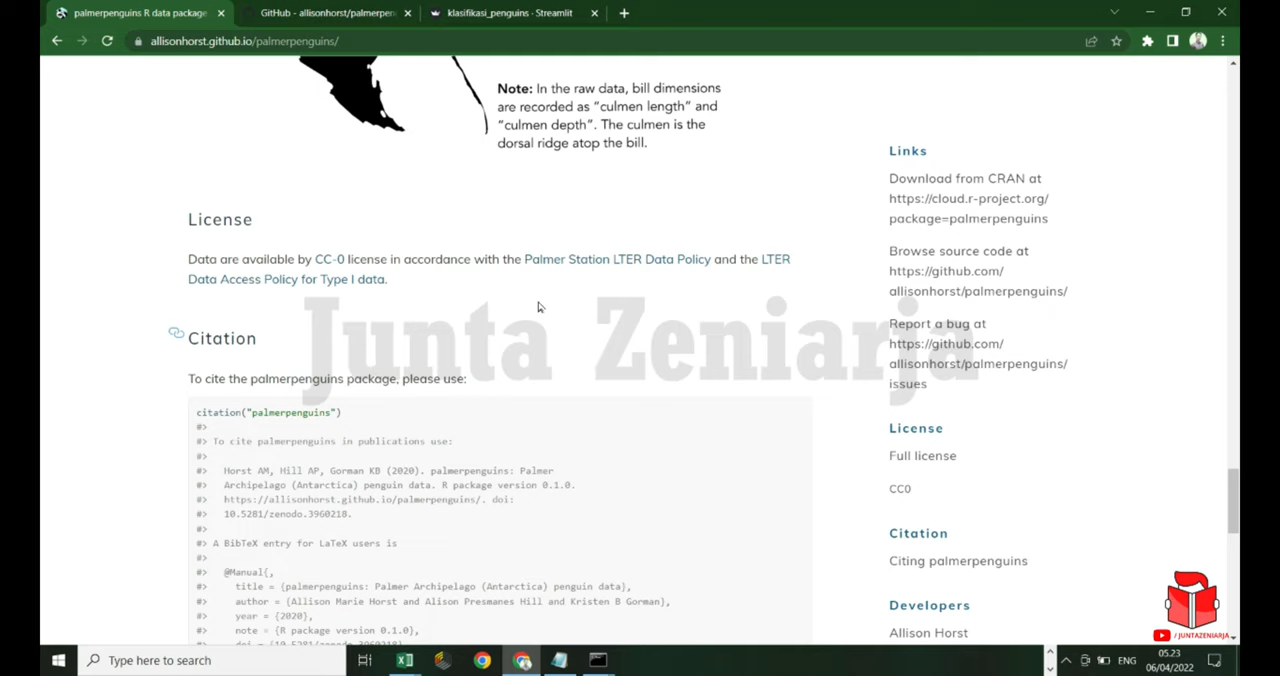 palmerpenguins R data package
GitHub - allisonhorst/palmerpen
klasifikasi_penguins - Streamlit
allisonhorst.github.io/palmerpenguins/
Note: In the raw data, bill dimensions
are recorded as “culmen length” and
“culmen depth”. The culmen is the
dorsal ridge atop the bill.
License
Data are available by CC-0 license in accordance with the Palmer Station LTER Data Policy and the LTER
Data Access Policy for Type I data.
Citation
To cite the palmerpenguins package, please use:
citation("palmerpenguins")
#>
#> To cite palmerpenguins in publications use:
#>
#> Horst AM, Hill AP, Gorman KB (2020). palmerpenguins: Palmer
#> Archipelago (Antarctica) penguin data. R package version 0.1.0.
#> https://allisonhorst.github.io/palmerpenguins/. doi:
#> 10.5281/zenodo.3960218.
#>
#> A BibTeX entry for LaTeX users is
#>
#> @Manual{,
#> title = {palmerpenguins: Palmer Archipelago (Antarctica) penguin data},
#> author = {Allison Marie Horst and Alison Presmanes Hill and Kristen B Gorman},
#> year = {2020},
#> note = {R package version 0.1.0},
#> doi = {10.5281/zenodo.3960218},
Links
Download from CRAN at
https://cloud.r-project.org/
package=palmerpenguins
Browse source code at
https://github.com/
allisonhorst/palmerpenguins/
Report a bug at
https://github.com/
allisonhorst/palmerpenguins/
issues
License
Full license
CC0
Citation
Citing palmerpenguins
Developers
Allison Horst
Junta Zeniarja
/ JUNTAZENIARJA
Type here to search
ENG
05.23
06/04/2022